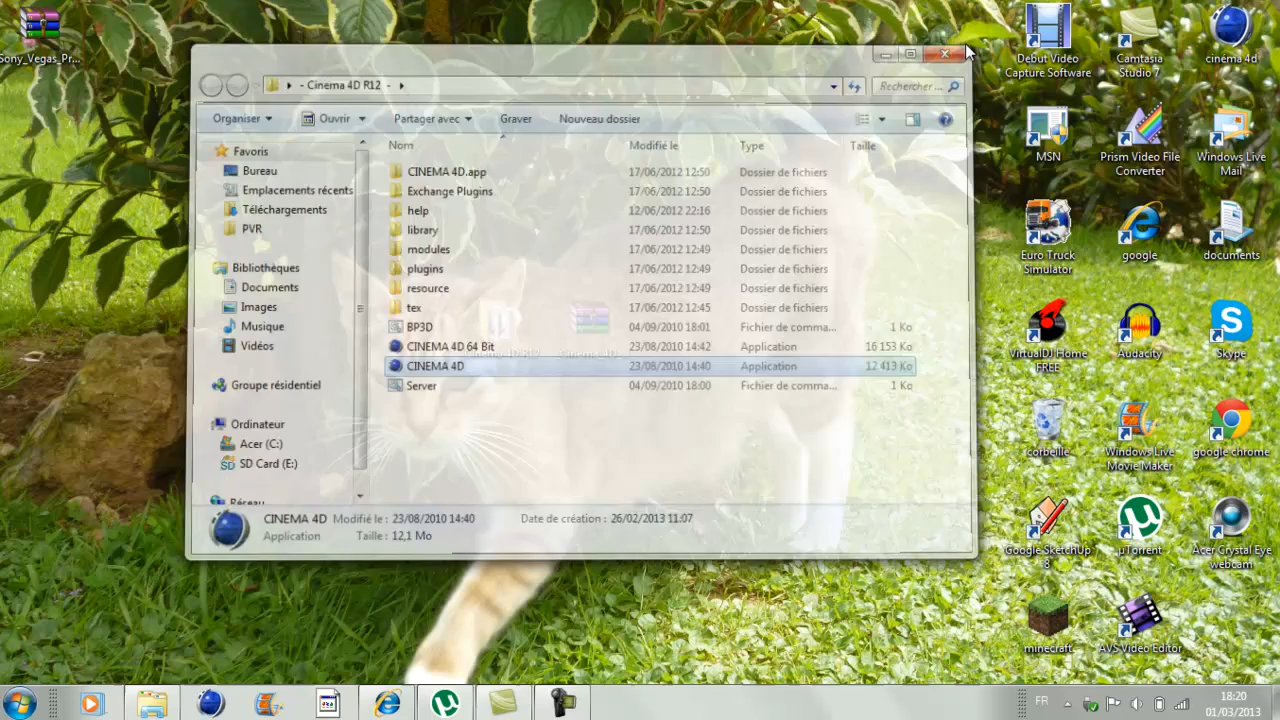 Sony_Vegas_Pr...
- Cinema 4D R12 -
Rechercher ...
Organiser
Ouvrir
Partager avec
Graver
Nouveau dossier
Nom
Modifié le
Type
Taille
Favoris
Bureau
Emplacements récents
Téléchargements
PVR
Bibliothèques
Documents
Images
Musique
Vidéos
Groupe résidentiel
Ordinateur
Acer (C:)
SD Card (E:)
Réseau
CINEMA 4D.app 17/06/2012 12:50 Dossier de fichiers
Exchange Plugins 17/06/2012 12:50 Dossier de fichiers
help 12/06/2012 22:16 Dossier de fichiers
library 17/06/2012 12:50 Dossier de fichiers
modules 17/06/2012 12:49 Dossier de fichiers
plugins 17/06/2012 12:49 Dossier de fichiers
resource 17/06/2012 12:49 Dossier de fichiers
tex 17/06/2012 12:45 Dossier de fichiers
BP3D 04/09/2010 18:01 Fichier de comma... 1 Ko
CINEMA 4D 64 Bit 23/08/2010 14:42 Application 16 153 Ko
CINEMA 4D 23/08/2010 14:40 Application 12 413 Ko
Server 04/09/2010 18:00 Fichier de comma... 1 Ko
CINEMA 4D Modifié le : 23/08/2010 14:40 Date de création : 26/02/2013 11:07
Application Taille : 12,1 Mo
Debut Video
Capture Software
Camtasia
Studio 7
cinéma 4d
MSN
Prism Video File
Converter
Windows Live
Mail
Euro Truck
Simulator
google
documents
VirtualDJ Home
FREE
Audacity
Skype
corbeille
Windows Live
Movie Maker
google chrome
Google SketchUp
8
µTorrent
Acer Crystal Eye
webcam
minecraft
AVS Video Editor
FR
18:20
01/03/2013